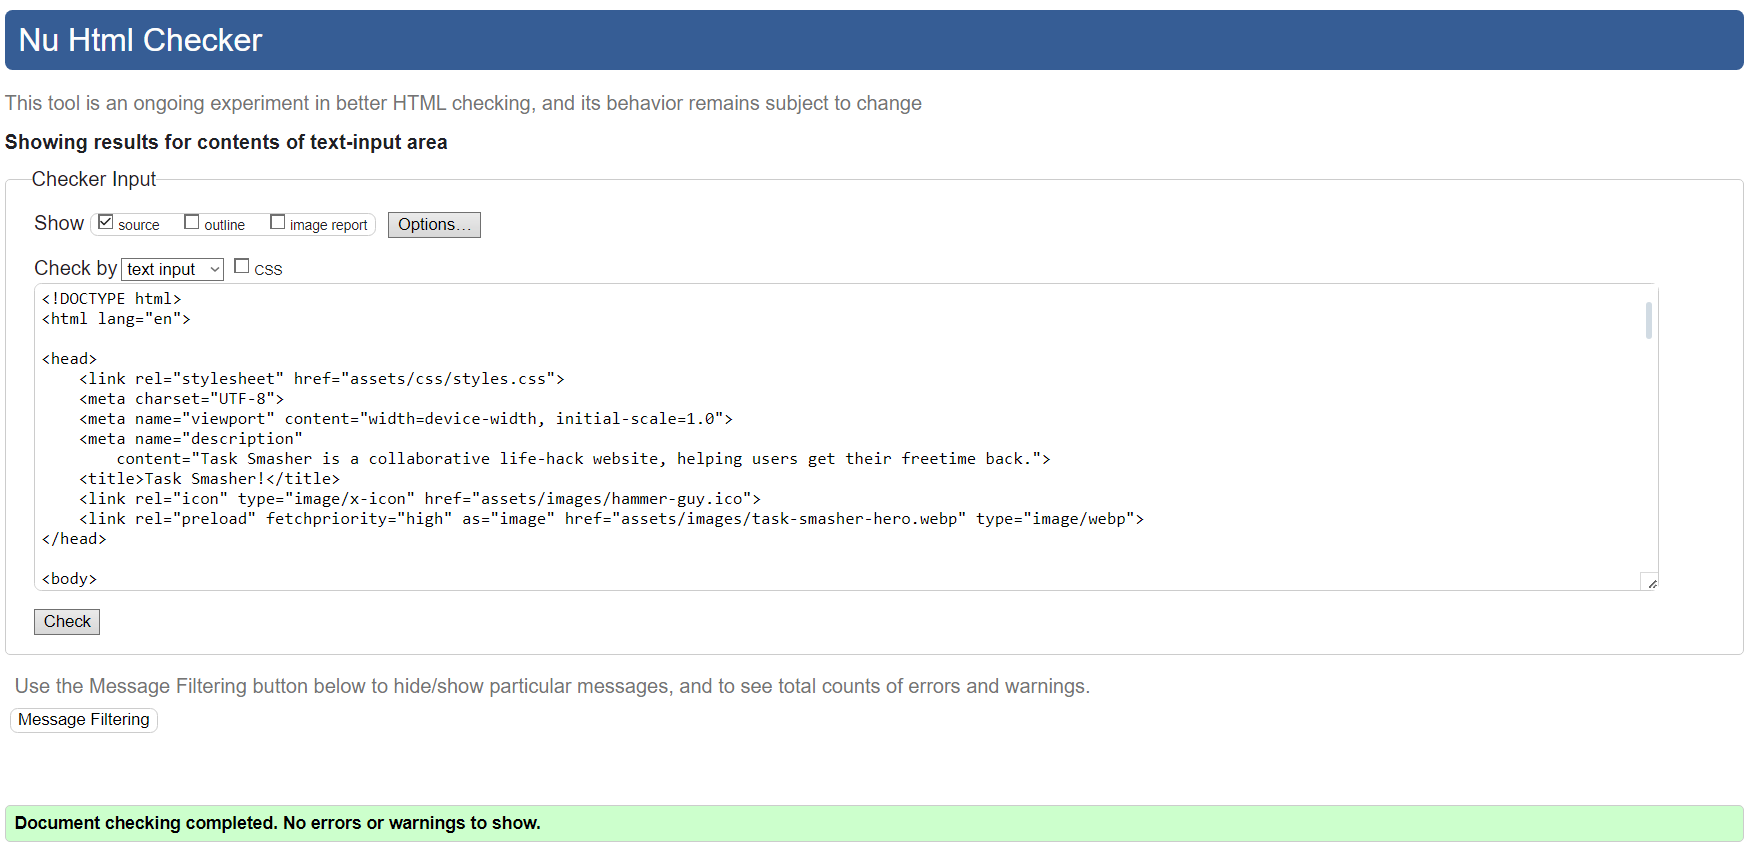 Nu Html Checker
This tool is an ongoing experiment in better HTML checking, and its behavior remains subject to change
Showing results for contents of text-input area
Checker Input
Show source outline image report Options...
Check by text input CSS
<!DOCTYPE html>
<html lang="en">
<head>
    <link rel="stylesheet" href="assets/css/styles.css">
    <meta charset="UTF-8">
    <meta name="viewport" content="width=device-width, initial-scale=1.0">
    <meta name="description"
        content="Task Smasher is a collaborative life-hack website, helping users get their freetime back.">
    <title>Task Smasher!</title>
    <link rel="icon" type="image/x-icon" href="assets/images/hammer-guy.ico">
    <link rel="preload" fetchpriority="high" as="image" href="assets/images/task-smasher-hero.webp" type="image/webp">
</head>
<body>
Check
Use the Message Filtering button below to hide/show particular messages, and to see total counts of errors and warnings.
Message Filtering
Document checking completed. No errors or warnings to show.